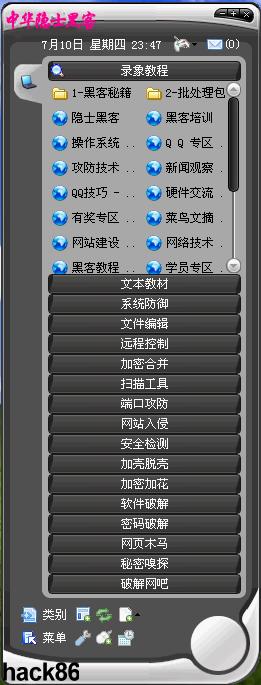 中华隐士黑客
7月10日 星期四 23:47 (0)
录象教程
1-黑客秘籍 2-批处理包
隐士黑客 黑客培训
操作系统 .. Q Q 专区 ..
攻防技术 .. 新闻观察 ..
QQ技巧 - .. 硬件交流 ..
有奖专区 .. 菜鸟文摘 ..
网站建设 .. 网络技术 ..
黑客教程 .. 学员专区 ..
文本教材
系统防御
文件编辑
远程控制
加密合并
扫描工具
端口攻防
网站入侵
安全检测
加壳脱壳
加密加花
软件破解
密码破解
网页木马
秘密嗅探
破解网吧
类别
菜单
hack86